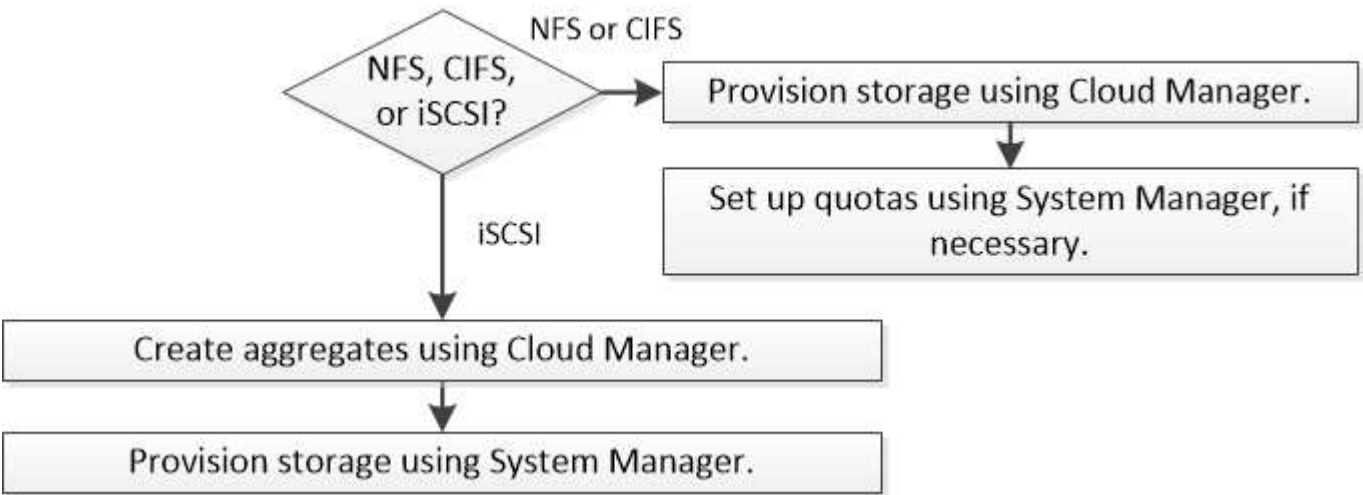 NFS or CIFS
NFS, CIFS,
or iSCSI?
Provision storage using Cloud Manager.
Set up quotas using System Manager, if
necessary.
iSCSI
Create aggregates using Cloud Manager.
Provision storage using System Manager.